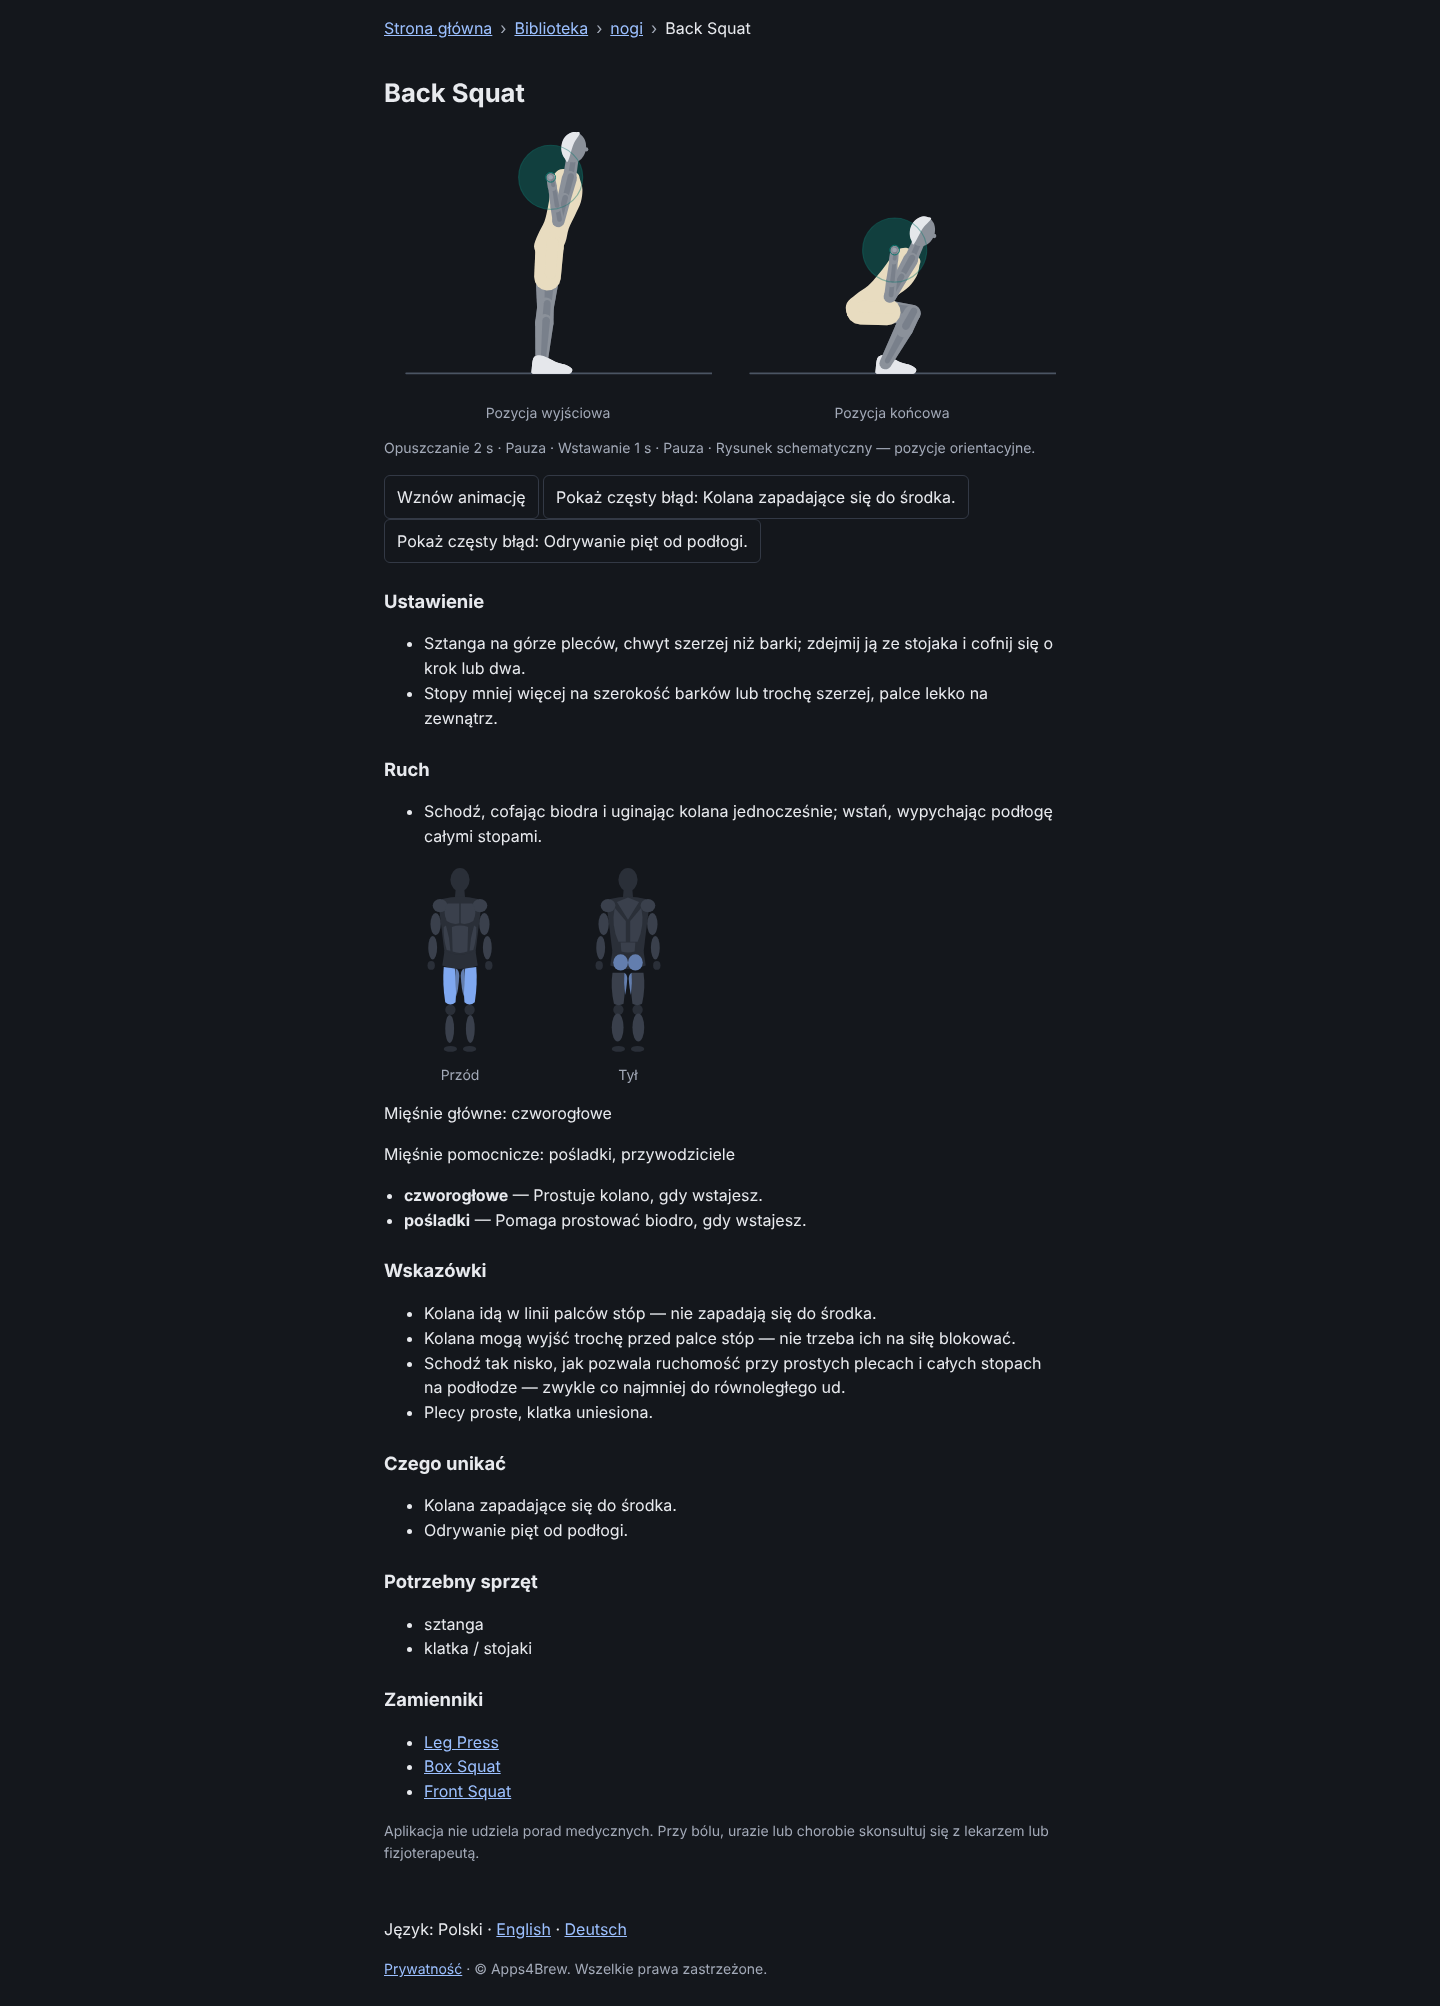 Strona główna › Biblioteka › nogi › Back Squat
Back Squat
Pozycja wyjściowa
Pozycja końcowa
Opuszczanie 2 s · Pauza · Wstawanie 1 s · Pauza · Rysunek schematyczny — pozycje orientacyjne.
Wznów animację
Pokaż częsty błąd: Kolana zapadające się do środka.
Pokaż częsty błąd: Odrywanie pięt od podłogi.
Ustawienie
Sztanga na górze pleców, chwyt szerzej niż barki; zdejmij ją ze stojaka i cofnij się o
krok lub dwa.
Stopy mniej więcej na szerokość barków lub trochę szerzej, palce lekko na
zewnątrz.
Ruch
Schodź, cofając biodra i uginając kolana jednocześnie; wstań, wypychając podłogę
całymi stopami.
Przód
Tył
Mięśnie główne: czworogłowe
Mięśnie pomocnicze: pośladki, przywodziciele
czworogłowe — Prostuje kolano, gdy wstajesz.
pośladki — Pomaga prostować biodro, gdy wstajesz.
Wskazówki
Kolana idą w linii palców stóp — nie zapadają się do środka.
Kolana mogą wyjść trochę przed palce stóp — nie trzeba ich na siłę blokować.
Schodź tak nisko, jak pozwala ruchomość przy prostych plecach i całych stopach
na podłodze — zwykle co najmniej do równoległego ud.
Plecy proste, klatka uniesiona.
Czego unikać
Kolana zapadające się do środka.
Odrywanie pięt od podłogi.
Potrzebny sprzęt
sztanga
klatka / stojaki
Zamienniki
Leg Press
Box Squat
Front Squat
Aplikacja nie udziela porad medycznych. Przy bólu, urazie lub chorobie skonsultuj się z lekarzem lub
fizjoterapeutą.
Język: Polski · English · Deutsch
Prywatność · © Apps4Brew. Wszelkie prawa zastrzeżone.